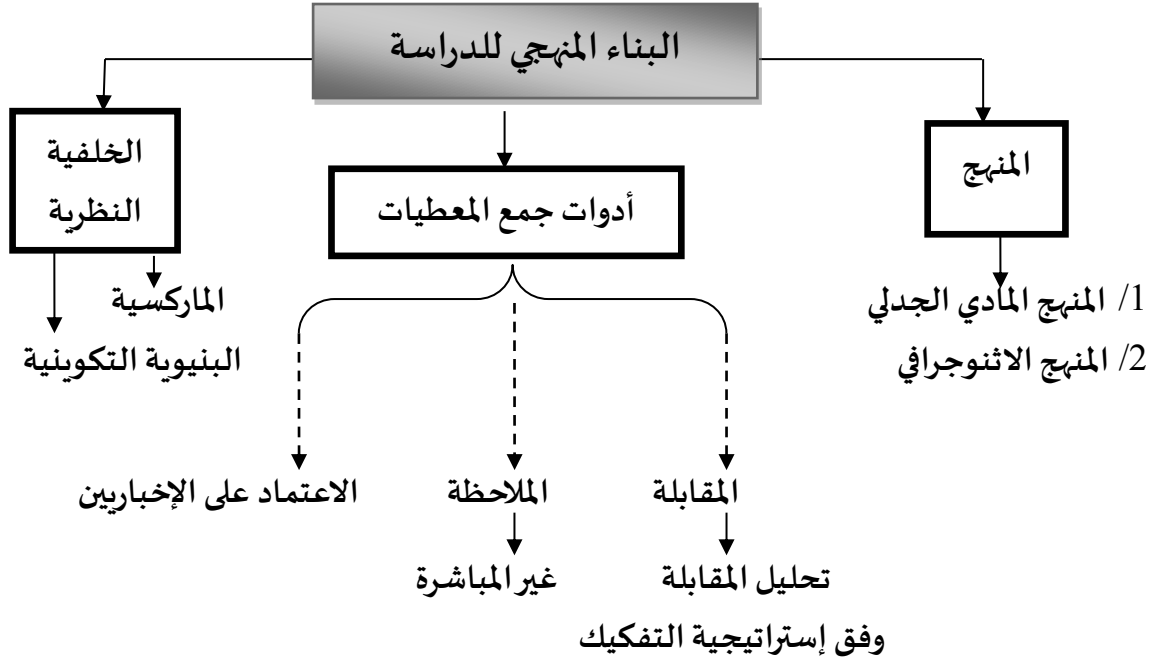 البناء المنهجي للدراسة
المنهج
أدوات جمع المعطيات
الخلفية
النظرية
1/ المنهج المادي الجدلي
2/ المنهج الاثنوجرافي
الماركسية
البنيوية التكوينية
المقابلة
الملاحظة
الاعتماد على الإخباريين
تحليل المقابلة
وفق إستراتيجية التفكيك
غير المباشرة